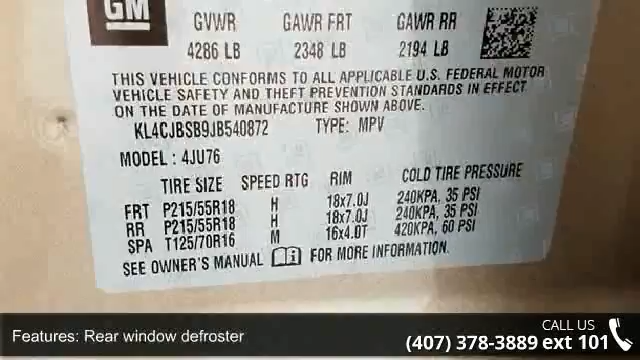 GM
GVWR GAWR FRT GAWR RR
4286 LB 2348 LB 2194 LB
THIS VEHICLE CONFORMS TO ALL APPLICABLE U.S. FEDERAL MOTOR
VEHICLE SAFETY AND THEFT PREVENTION STANDARDS IN EFFECT
ON THE DATE OF MANUFACTURE SHOWN ABOVE.
KL4CJBSB9JB540872 TYPE: MPV
MODEL: 4JU76
TIRE SIZE SPEED RTG RIM COLD TIRE PRESSURE
FRT P215/55R18 H 18x7.0J 240KPA, 35 PSI
RR P215/55R18 H 18x7.0J 240KPA, 35 PSI
SPA T125/70R16 M 16x4.0T 420KPA, 60 PSI
SEE OWNER'S MANUAL FOR MORE INFORMATION.
Features: Rear window defroster
CALL US
(407) 378-3889 ext 101